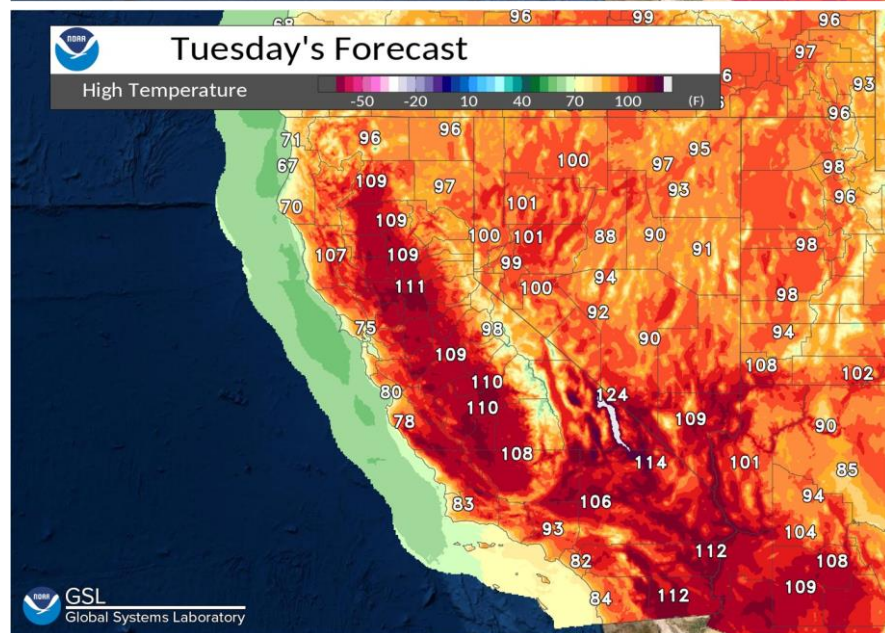 96 99 96
68
NOAA
Tuesday's Forecast
97
High Temperature
-50 -20 10 40 70 100 (F)
93
96
71 96 96
95
67
100 97 98
109 97 93
70 101 96
109
107 109 100 101 88 90 91 98
99
111 100 94
98
75 98 92
94
109 90
110 108 102
80 110 124
78 109 90
108 114 101 85
83 106 94
93 104
82 112 108
84 112 109
NOAA
GSL
Global Systems Laboratory